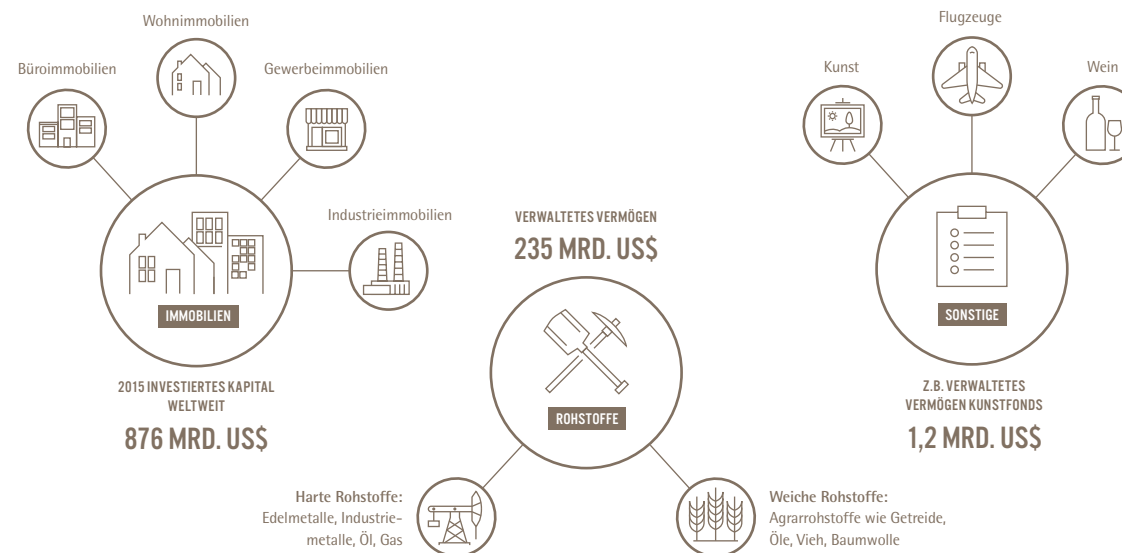 Wohnimmobilien
Büroimmobilien
Gewerbeimmobilien
Industrieimmobilien
IMMOBILIEN
2015 INVESTIERTES KAPITAL
WELTWEIT
876 MRD. US$
VERWALTETES VERMÖGEN
235 MRD. US$
ROHSTOFFE
Harte Rohstoffe:
Edelmetalle, Industrie-
metalle, Öl, Gas
Weiche Rohstoffe:
Agrarrohstoffe wie Getreide,
Öle, Vieh, Baumwolle
Flugzeuge
Kunst
Wein
SONSTIGE
Z.B. VERWALTETES
VERMÖGEN KUNSTFONDS
1,2 MRD. US$